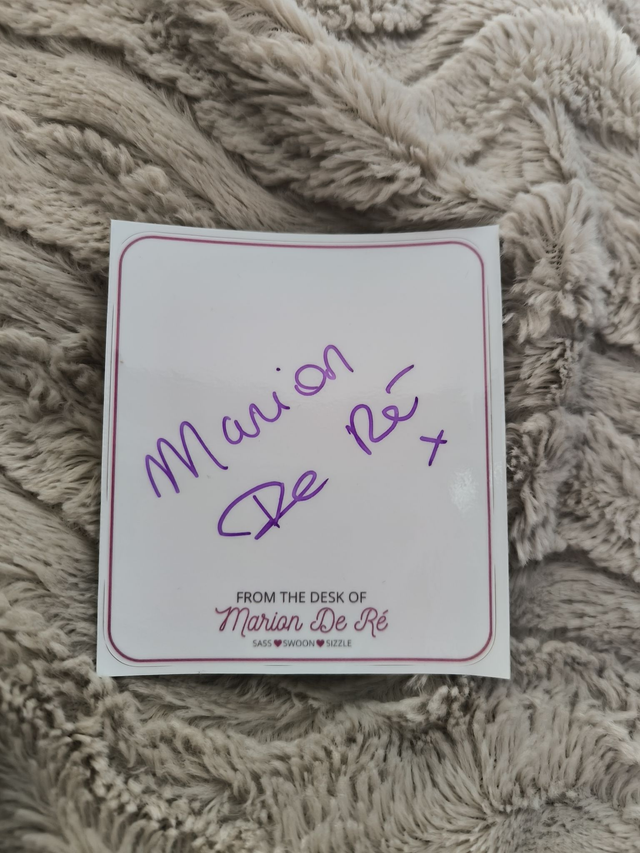 Marion
De Ré
x
FROM THE DESK OF
Marion De Ré
SASS♥SWOON♥SIZZLE